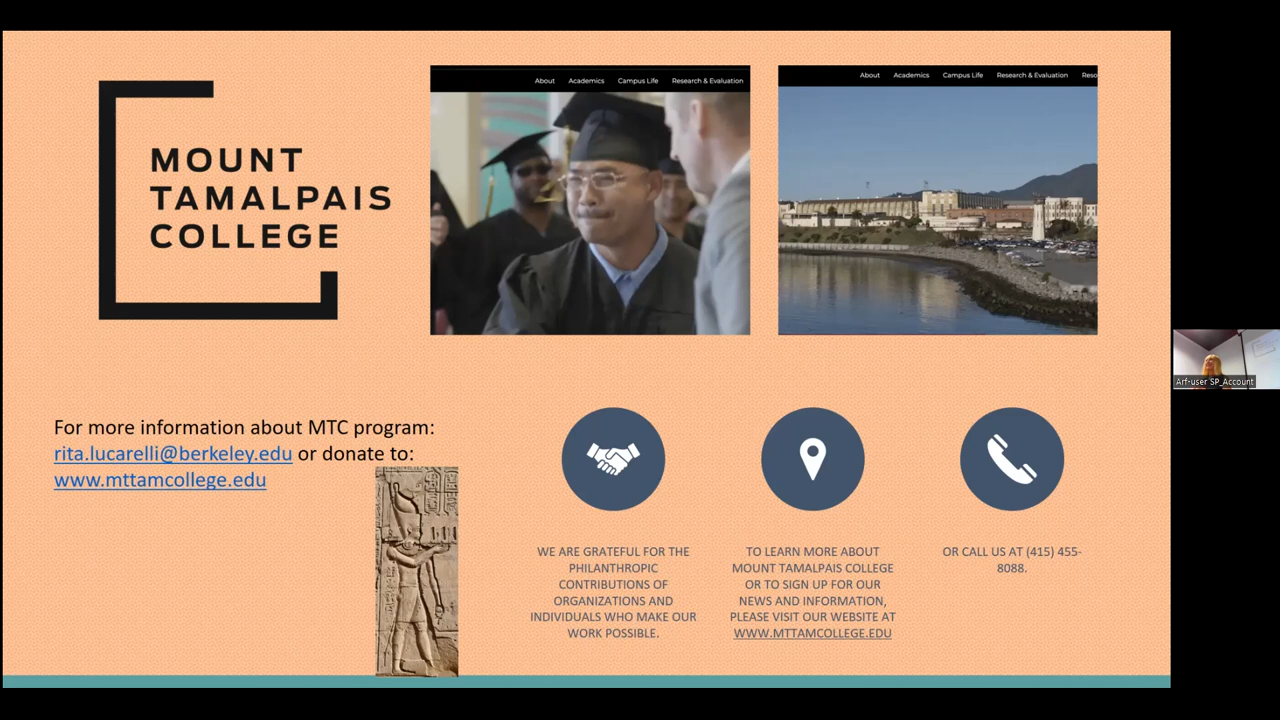 About Academics Campus Life Research & Evaluation
About Academics Campus Life Research & Evaluation Reso
MOUNT
TAMALPAIS
COLLEGE
For more information about MTC program:
rita.lucarelli@berkeley.edu or donate to:
www.mttamcollege.edu
WE ARE GRATEFUL FOR THE
PHILANTHROPIC
CONTRIBUTIONS OF
ORGANIZATIONS AND
INDIVIDUALS WHO MAKE OUR
WORK POSSIBLE.
TO LEARN MORE ABOUT
MOUNT TAMALPAIS COLLEGE
OR TO SIGN UP FOR OUR
NEWS AND INFORMATION,
PLEASE VISIT OUR WEBSITE AT
WWW.MTTAMCOLLEGE.EDU
OR CALL US AT (415) 455-
8088.
Arf-user SP_Account